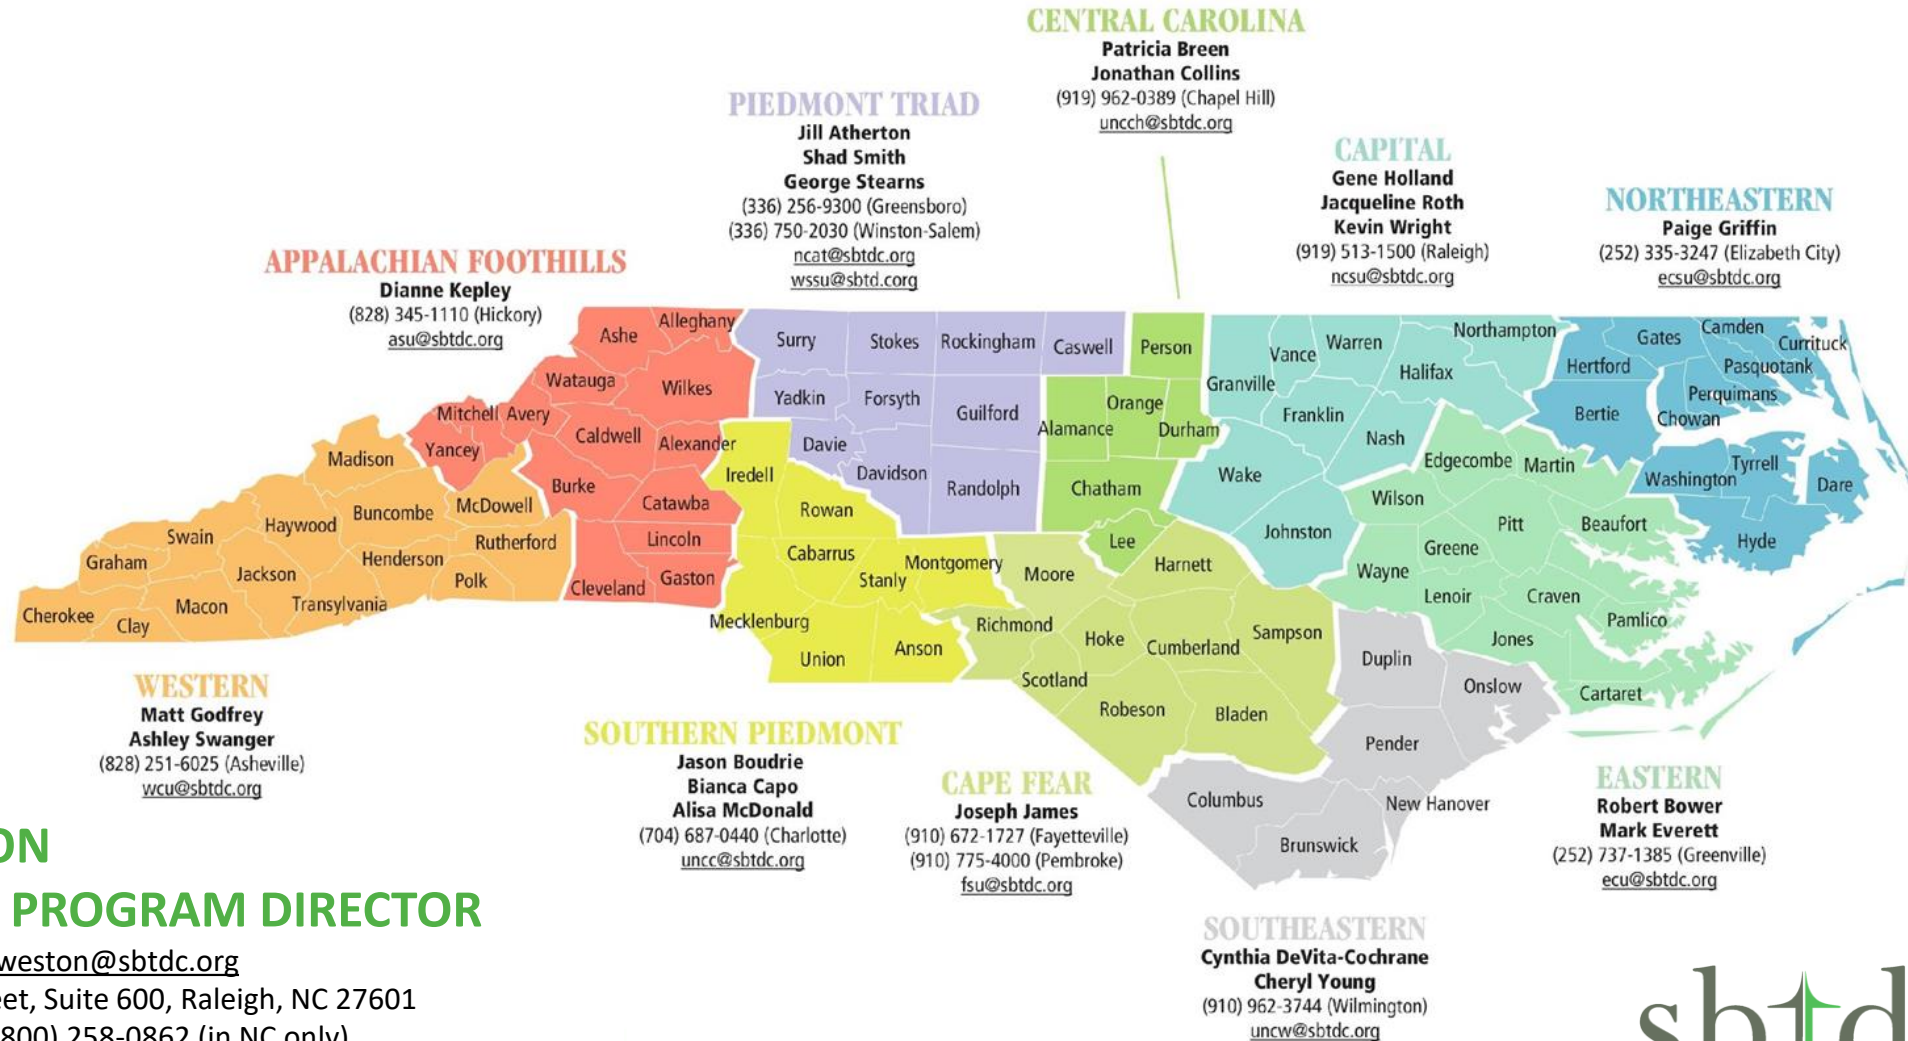 CENTRAL CAROLINA
Patricia Breen
Jonathan Collins
(919) 962-0389 (Chapel Hill)
uncch@sbtdc.org
PIEDMONT TRIAD
Jill Atherton
Shad Smith
George Stearns
(336) 256-9300 (Greensboro)
(336) 750-2030 (Winston-Salem)
ncat@sbtdc.org
wssu@sbtd.corg
CAPITAL
Gene Holland
Jacqueline Roth
Kevin Wright
(919) 513-1500 (Raleigh)
ncsu@sbtdc.org
NORTHEASTERN
Paige Griffin
(252) 335-3247 (Elizabeth City)
ecsu@sbtdc.org
APPALACHIAN FOOTHILLS
Dianne Kepley
(828) 345-1110 (Hickory)
asu@sbtdc.org
Ashe
Alleghany
Watauga
Wilkes
Mitchell
Avery
Yancey
Caldwell
Alexander
Burke
Catawba
Lincoln
Cleveland
Gaston
Surry
Stokes
Rockingham
Caswell
Yadkin
Forsyth
Guilford
Davie
Davidson
Randolph
Person
Orange
Alamance
Durham
Chatham
Lee
Granville
Vance
Warren
Northampton
Halifax
Franklin
Nash
Wake
Johnston
Hertford
Gates
Camden
Currituck
Pasquotank
Perquimans
Bertie
Chowan
Washington
Tyrrell
Dare
Hyde
Madison
Buncombe
McDowell
Haywood
Swain
Rutherford
Henderson
Graham
Jackson
Polk
Cherokee
Clay
Macon
Transylvania
Iredell
Rowan
Cabarrus
Stanly
Montgomery
Mecklenburg
Union
Anson
Moore
Harnett
Richmond
Hoke
Cumberland
Sampson
Scotland
Robeson
Bladen
Edgecombe
Martin
Wilson
Pitt
Beaufort
Greene
Wayne
Lenoir
Craven
Pamlico
Jones
Cartaret
Duplin
Onslow
Pender
Columbus
New Hanover
Brunswick
WESTERN
Matt Godfrey
Ashley Swanger
(828) 251-6025 (Asheville)
wcu@sbtdc.org
SOUTHERN PIEDMONT
Jason Boudrie
Bianca Capo
Alisa McDonald
(704) 687-0440 (Charlotte)
uncc@sbtdc.org
CAPE FEAR
Joseph James
(910) 672-1727 (Fayetteville)
(910) 775-4000 (Pembroke)
fsu@sbtdc.org
EASTERN
Robert Bower
Mark Everett
(252) 737-1385 (Greenville)
ecu@sbtdc.org
SOUTHEASTERN
Cynthia DeVita-Cochrane
Cheryl Young
(910) 962-3744 (Wilmington)
uncw@sbtdc.org
ON
PROGRAM DIRECTOR
weston@sbtdc.org
eet, Suite 600, Raleigh, NC 27601
800) 258-0862 (in NC only)
sbtd